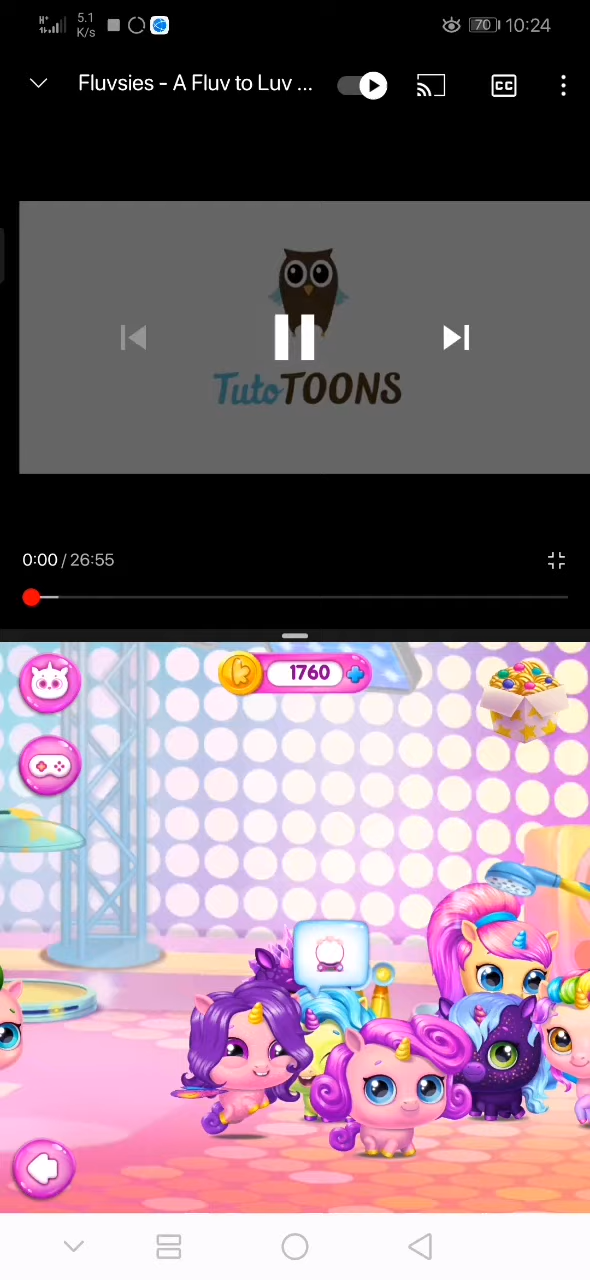 H+
5.1
K/s
70
10:24
Fluvsies - A Fluv to Luv ...
CC
TutoTOONS
0:00 / 26:55
1760